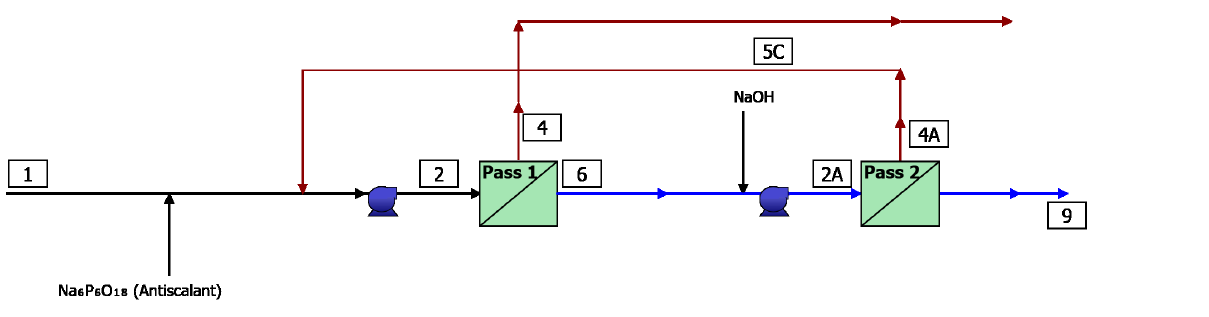 5C
NaOH
4
4A
1
2
Pass 1
6
2A
Pass 2
9
Na₆P₆O₁₈ (Antiscalant)